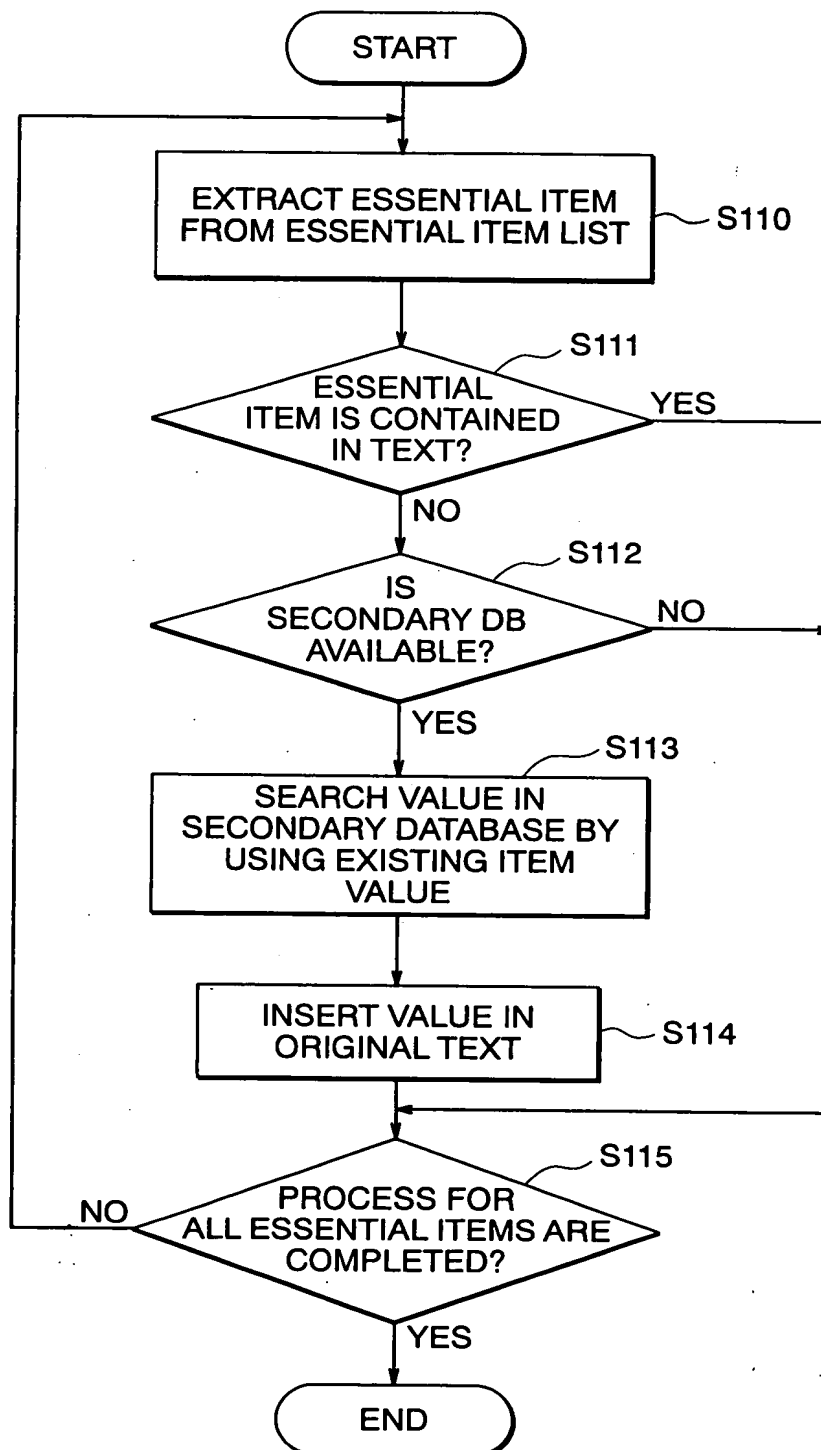 START
EXTRACT ESSENTIAL ITEM
FROM ESSENTIAL ITEM LIST
S110
S111
ESSENTIAL
ITEM IS CONTAINED
IN TEXT?
YES
NO
S112
IS
SECONDARY DB
AVAILABLE?
NO
YES
S113
SEARCH VALUE IN
SECONDARY DATABASE BY
USING EXISTING ITEM
VALUE
INSERT VALUE IN
ORIGINAL TEXT
S114
S115
PROCESS FOR
ALL ESSENTIAL ITEMS ARE
COMPLETED?
NO
YES
END